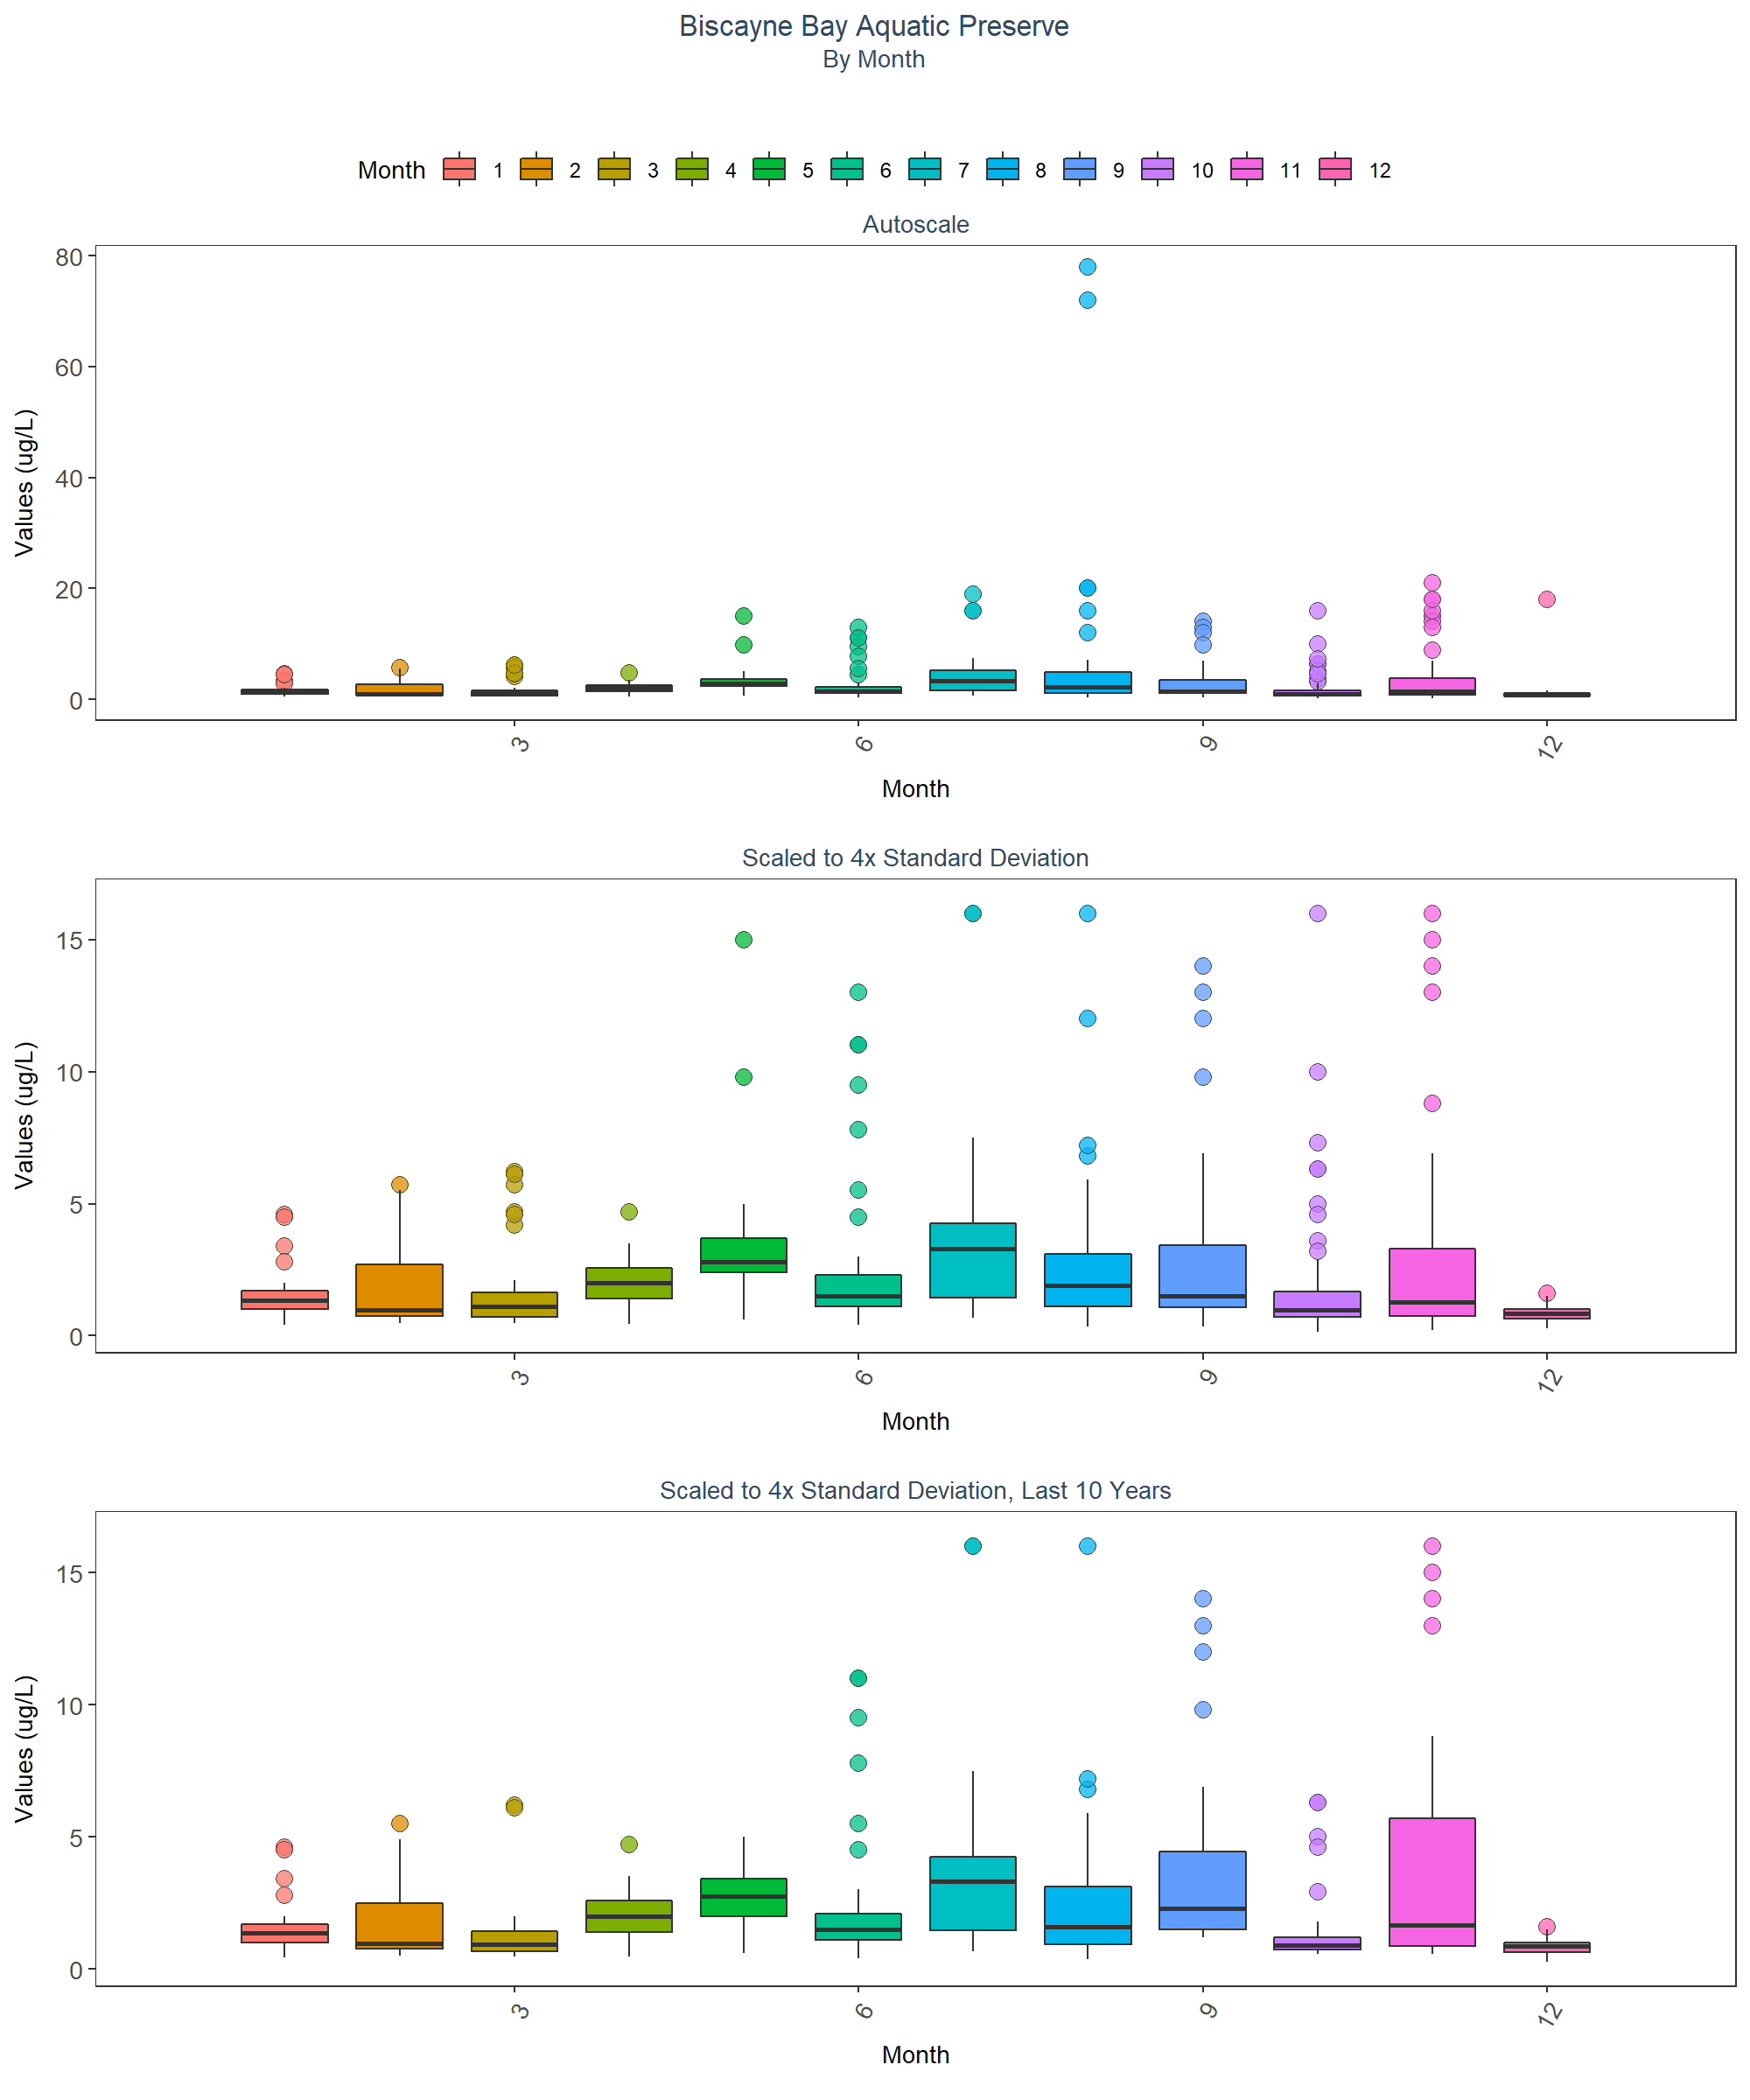 Biscayne Bay Aquatic Preserve
By Month
Month 1 2 3 4 5 6 7 8 9 10 11 12
Autoscale
Values (ug/L)
80
60
40
20
0
3 6 9 12
Month
Scaled to 4x Standard Deviation
Values (ug/L)
15
10
5
0
3 6 9 12
Month
Scaled to 4x Standard Deviation, Last 10 Years
Values (ug/L)
15
10
5
0
3 6 9 12
Month